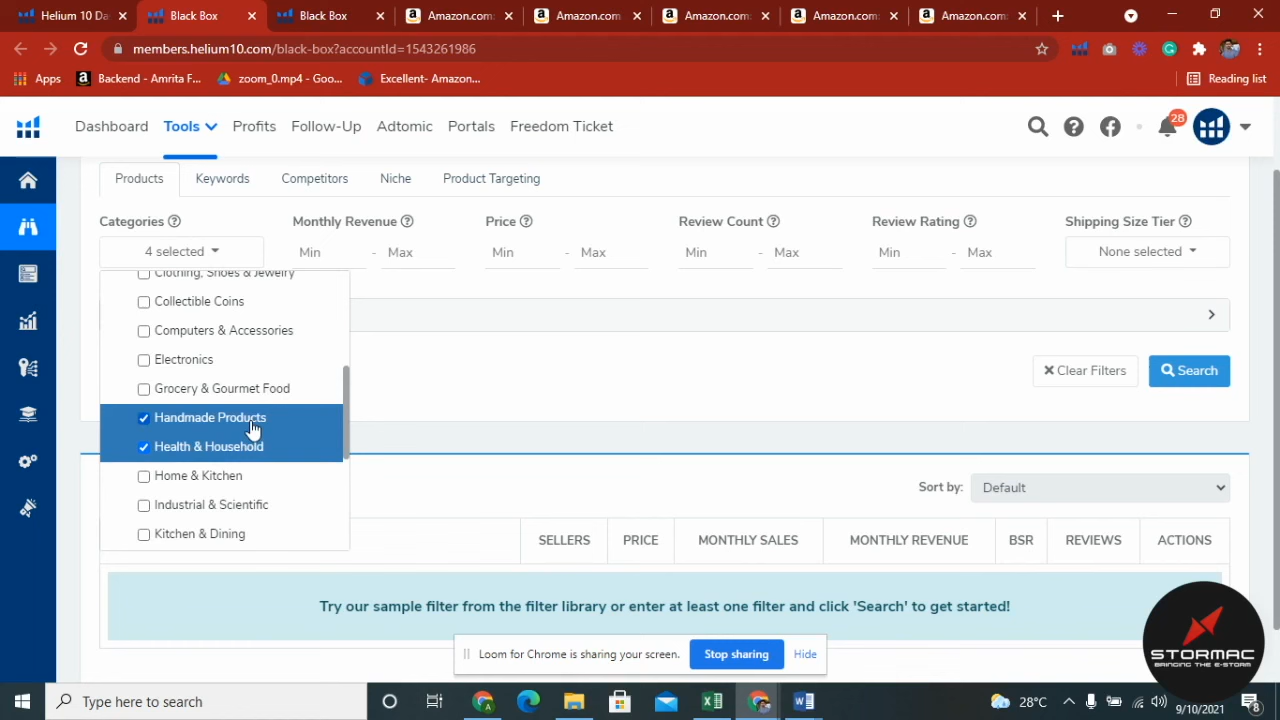 Helium 10 Da
Black Box
Black Box
Amazon.com:
Amazon.com:
Amazon.com:
Amazon.com:
Amazon.com:
members.helium10.com/black-box?accountId=1543261986
Apps
Backend - Amrita F...
zoom_0.mp4 - Goo...
Excellent- Amazon...
Reading list
Dashboard
Tools
Profits
Follow-Up
Adtomic
Portals
Freedom Ticket
28
Products
Keywords
Competitors
Niche
Product Targeting
Categories
Monthly Revenue
Price
Review Count
Review Rating
Shipping Size Tier
4 selected
Min - Max
Min - Max
Min - Max
Min - Max
None selected
Clothing, Shoes & Jewelry
Collectible Coins
Computers & Accessories
Electronics
Grocery & Gourmet Food
Handmade Products
Health & Household
Home & Kitchen
Industrial & Scientific
Kitchen & Dining
Clear Filters
Search
Sort by: Default
SELLERS
PRICE
MONTHLY SALES
MONTHLY REVENUE
BSR
REVIEWS
ACTIONS
Try our sample filter from the filter library or enter at least one filter and click 'Search' to get started!
Loom for Chrome is sharing your screen.
Stop sharing
Hide
STORMAC
BRINGING THE E-STORM
Type here to search
28°C
9/10/2021
8